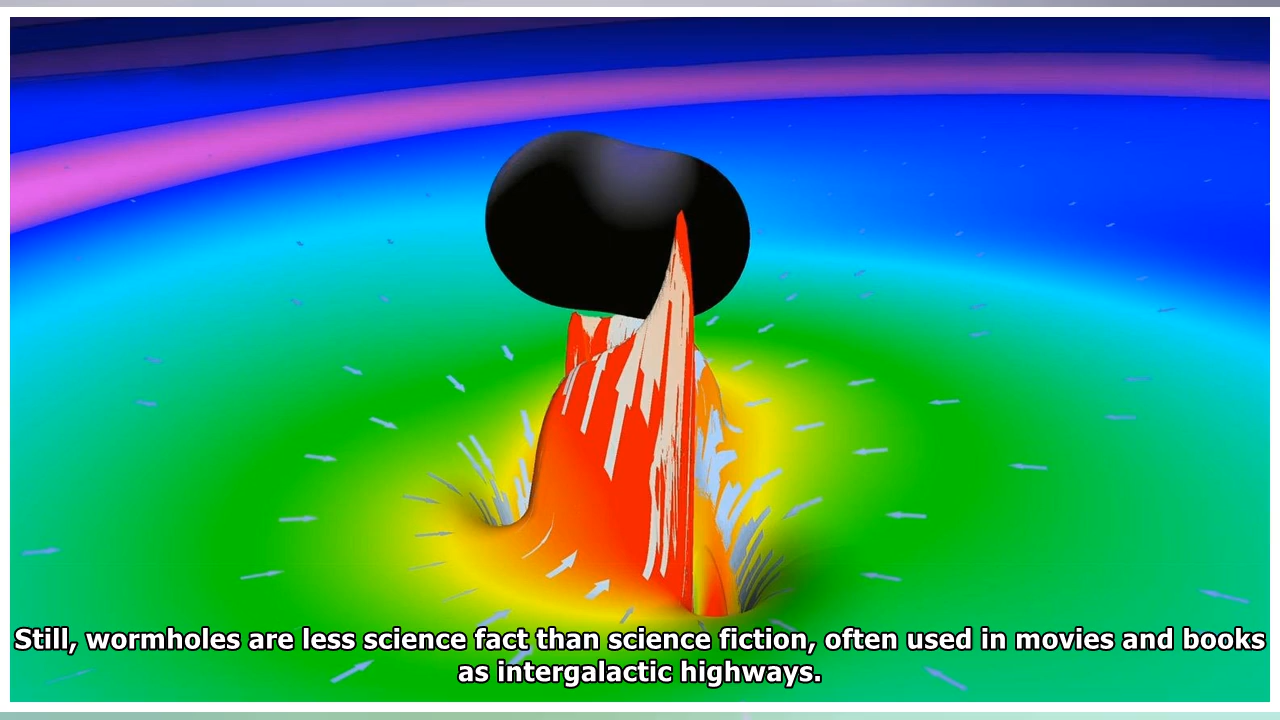 Still, wormholes are less science fact than science fiction, often used in movies and books
as intergalactic highways.